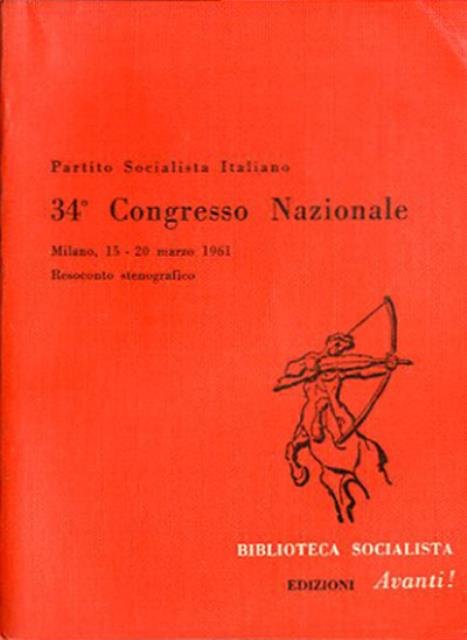 Partito Socialista Italiano
34° Congresso Nazionale
Milano, 15 - 20 marzo 1961
Resoconto stenografico
BIBLIOTECA SOCIALISTA
EDIZIONI Avanti!